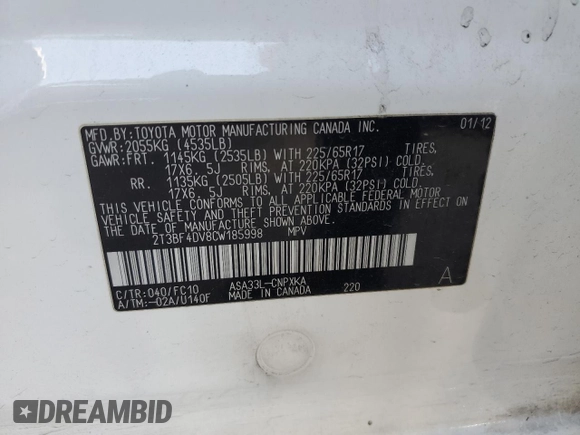 MFD.BY:TOYOTA MOTOR MANUFACTURING CANADA INC. 01/12
GVWR:2055KG (4535LB)
GAWR:FRT. 1145KG (2535LB) WITH 225/65R17 TIRES,
17X6.5J RIMS, AT 220KPA (32PSI) COLD.
RR. 1135KG (2505LB) WITH 225/65R17 TIRES,
17X6.5J RIMS, AT 220KPA (32PSI) COLD.
THIS VEHICLE CONFORMS TO ALL APPLICABLE FEDERAL MOTOR
VEHICLE SAFETY AND THEFT PREVENTION STANDARDS IN EFFECT ON
THE DATE OF MANUFACTURE SHOWN ABOVE.
2T3BF4DV8CW185998 MPV
C/TR:040/FC10 ASA33L-CNPXKA 220 A
A/TM:-02A/U140F MADE IN CANADA
DREAMBID